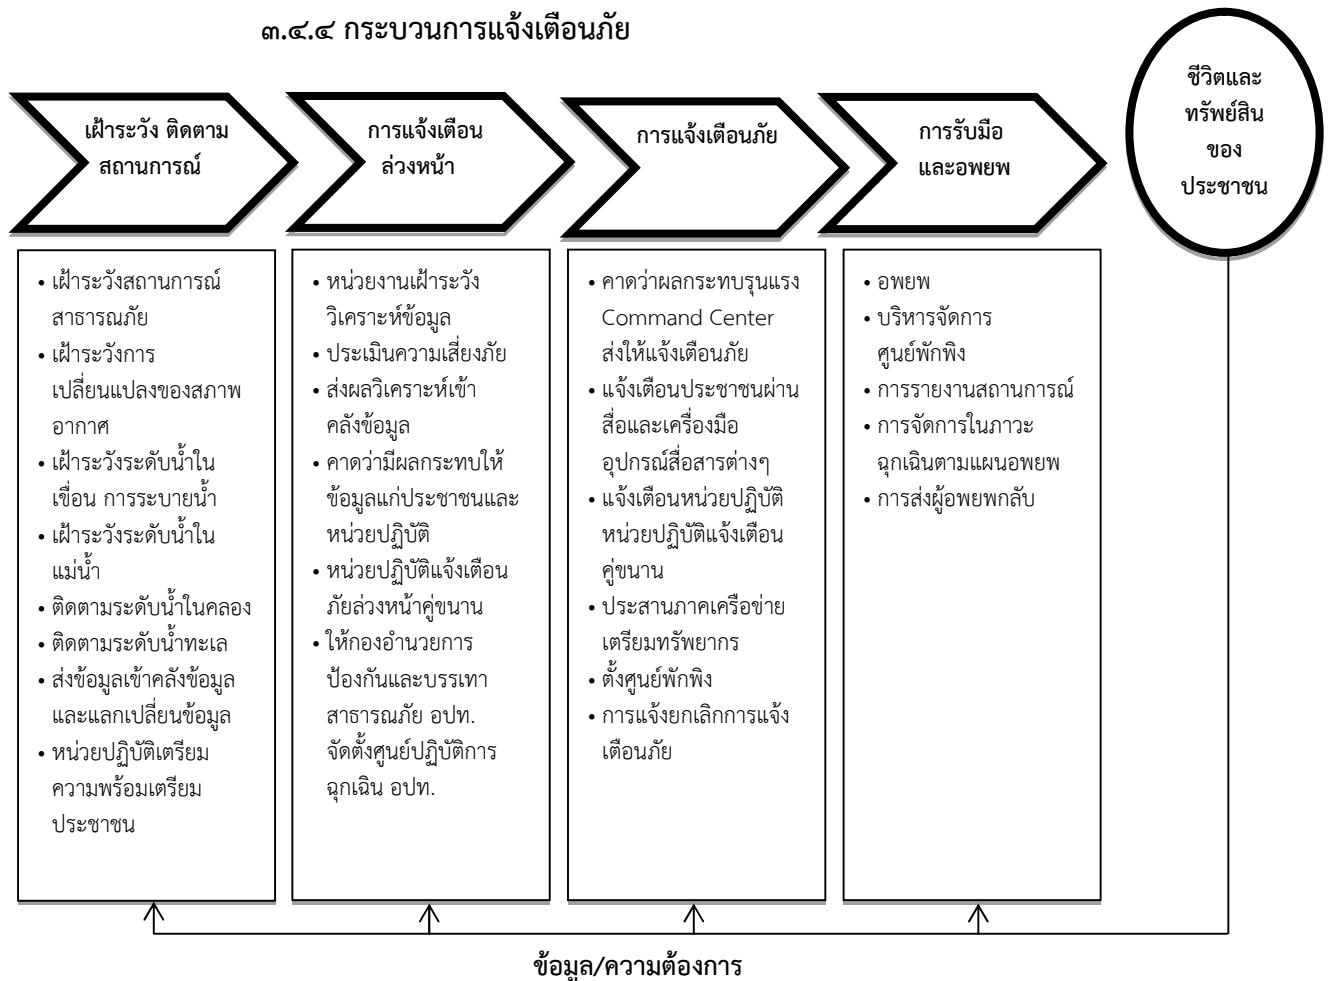 ๓.๔.๔ กระบวนการแจ้งเตือนภัย
เฝ้าระวัง ติดตาม
สถานการณ์
การแจ้งเตือน
ล่วงหน้า
การแจ้งเตือนภัย
การรับมือ
และอพยพ
ชีวิตและ
ทรัพย์สิน
ของ
ประชาชน
• เฝ้าระวังสถานการณ์
สาธารณภัย
• เฝ้าระวังการ
เปลี่ยนแปลงของสภาพ
อากาศ
• เฝ้าระวังระดับน้ำใน
เขื่อน การระบายน้ำ
• เฝ้าระวังระดับน้ำใน
แม่น้ำ
• ติดตามระดับน้ำในคลอง
• ติดตามระดับน้ำทะเล
• ส่งข้อมูลเข้าคลังข้อมูล
และแลกเปลี่ยนข้อมูล
• หน่วยปฏิบัติเตรียม
ความพร้อมเตรียม
ประชาชน
• หน่วยงานเฝ้าระวัง
วิเคราะห์ข้อมูล
• ประเมินความเสี่ยงภัย
• ส่งผลวิเคราะห์เข้า
คลังข้อมูล
• คาดว่ามีผลกระทบให้
ข้อมูลแก่ประชาชนและ
หน่วยปฏิบัติ
• หน่วยปฏิบัติแจ้งเตือน
ภัยล่วงหน้าคู่ขนาน
• ให้กองอำนวยการ
ป้องกันและบรรเทา
สาธารณภัย อปท.
จัดตั้งศูนย์ปฏิบัติการ
ฉุกเฉิน อปท.
• คาดว่าผลกระทบรุนแรง
Command Center
ส่งให้แจ้งเตือนภัย
• แจ้งเตือนประชาชนผ่าน
สื่อและเครื่องมือ
อุปกรณ์สื่อสารต่างๆ
• แจ้งเตือนหน่วยปฏิบัติ
หน่วยปฏิบัติแจ้งเตือน
คู่ขนาน
• ประสานภาคเครือข่าย
เตรียมทรัพยากร
• ตั้งศูนย์พักพิง
• การแจ้งยกเลิกการแจ้ง
เตือนภัย
• อพยพ
• บริหารจัดการ
ศูนย์พักพิง
• การรายงานสถานการณ์
• การจัดการในภาวะ
ฉุกเฉินตามแผนอพยพ
• การส่งผู้อพยพกลับ
ข้อมูล/ความต้องการ